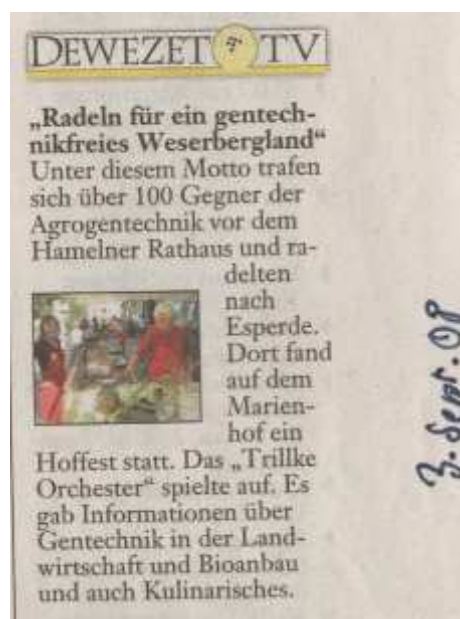 DEWEZET TV
„Radeln für ein gentech-
nikfreies Weserbergland“
Unter diesem Motto trafen
sich über 100 Gegner der
Agrogentechnik vor dem
Hamelner Rathaus und ra-
delten
nach
Esperde.
Dort fand
auf dem
Marien-
hof ein
Hoffest statt. Das „Trillke
Orchester“ spielte auf. Es
gab Informationen über
Gentechnik in der Land-
wirtschaft und Bioanbau
und auch Kulinarisches.
3. Sept. 08